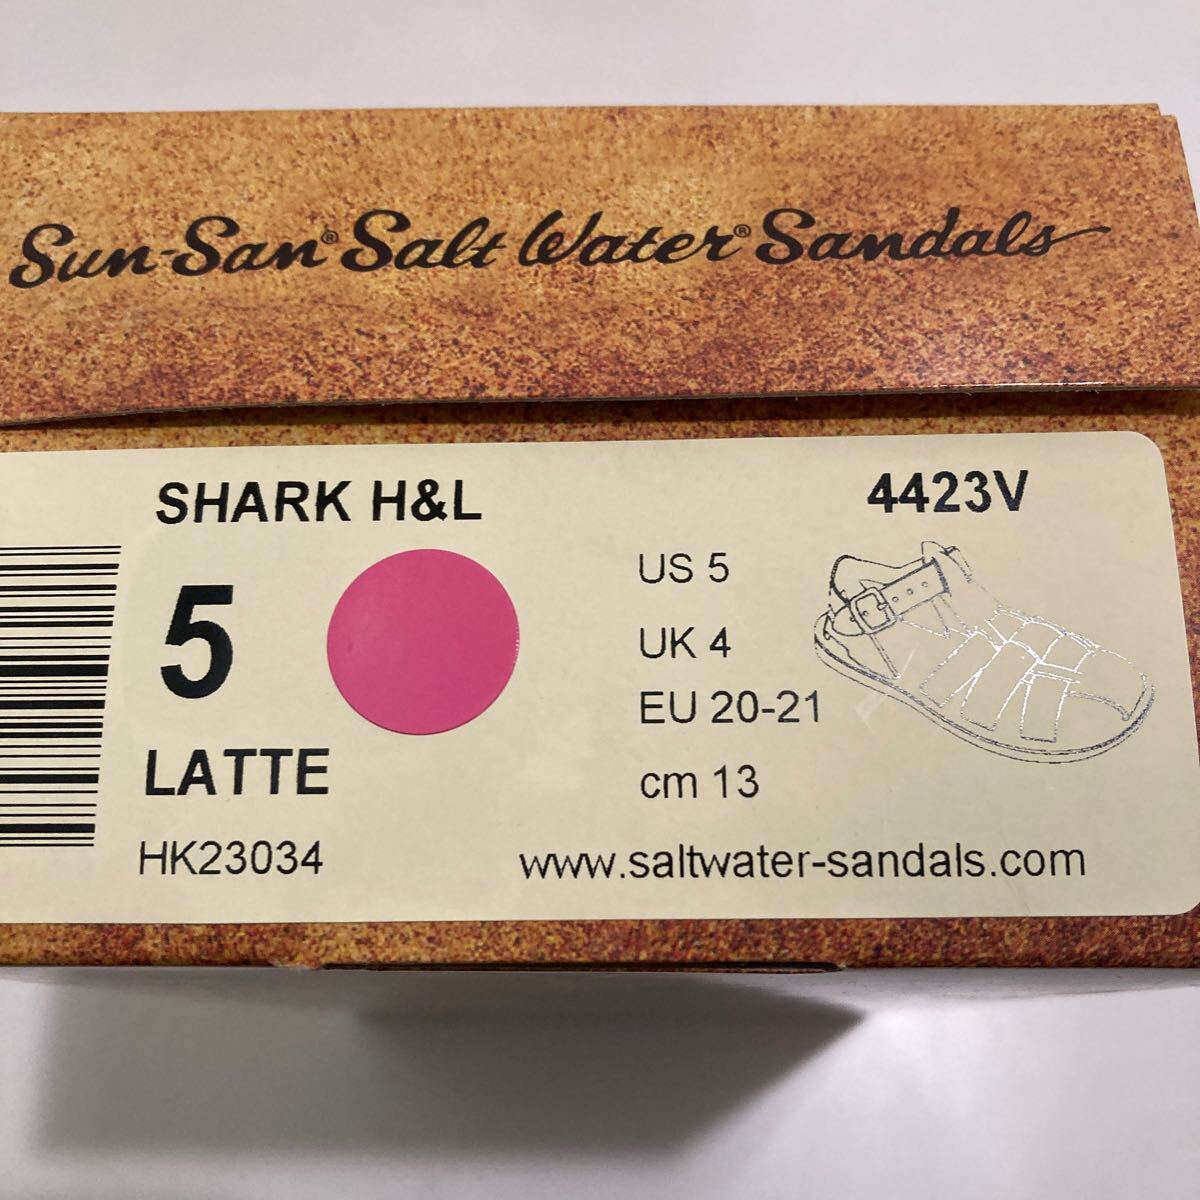 Sun-San® Salt Water® Sandals
SHARK H&L
4423V
5
LATTE
HK23034
US 5
UK 4
EU 20-21
cm 13
www.saltwater-sandals.com